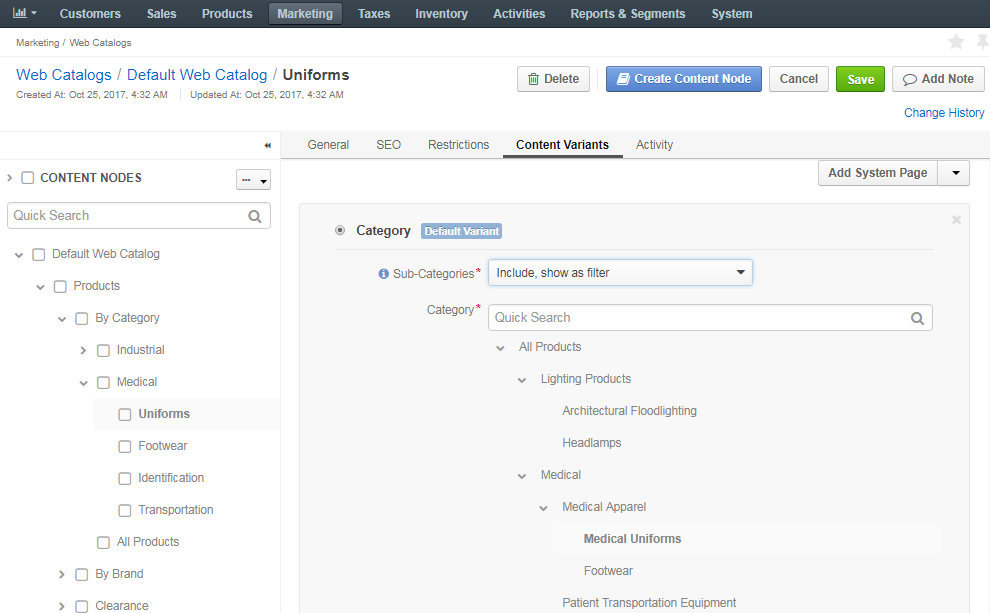 Customers Sales Products Marketing Taxes Inventory Activities Reports & Segments System
Marketing / Web Catalogs
Web Catalogs / Default Web Catalog / Uniforms
Created At: Oct 25, 2017, 4:32 AM Updated At: Oct 25, 2017, 4:32 AM
Delete Create Content Node Cancel Save Add Note
Change History
General SEO Restrictions Content Variants Activity
Add System Page
CONTENT NODES
Quick Search
Default Web Catalog
Products
By Category
Industrial
Medical
Uniforms
Footwear
Identification
Transportation
All Products
By Brand
Clearance
Category Default Variant
Sub-Categories* Include, show as filter
Category* Quick Search
All Products
Lighting Products
Architectural Floodlighting
Headlamps
Medical
Medical Apparel
Medical Uniforms
Footwear
Patient Transportation Equipment